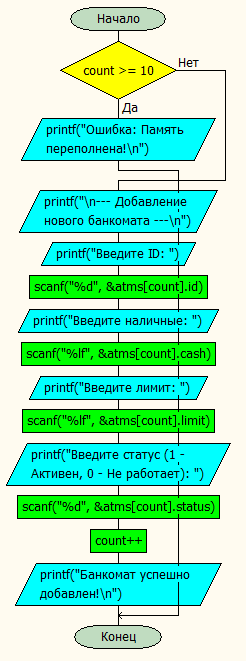 Начало
count >= 10
Нет
Да
printf("Ошибка: Память
переполнена!\n")
printf("\n--- Добавление
нового банкомата ---\n")
printf("Введите ID: ")
scanf("%d", &atms[count].id)
printf("Введите наличные: ")
scanf("%lf", &atms[count].cash)
printf("Введите лимит: ")
scanf("%lf", &atms[count].limit)
printf("Введите статус (1 -
Активен, 0 - Не работает): ")
scanf("%d", &atms[count].status)
count++
printf("Банкомат успешно
добавлен!\n")
Конец